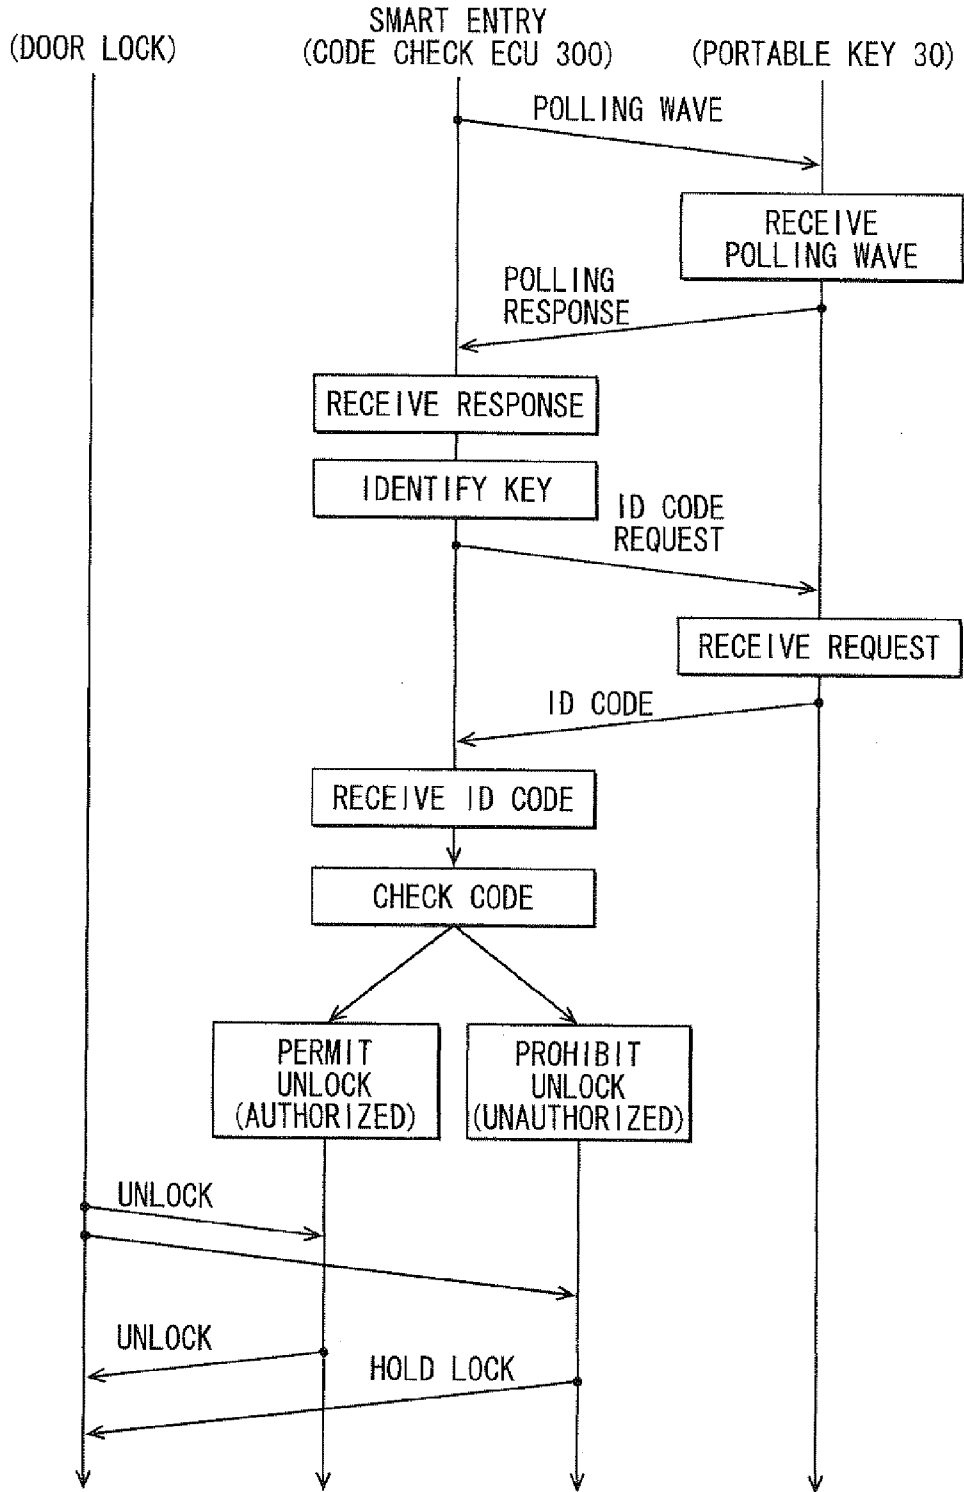 SMART ENTRY
(DOOR LOCK)
(CODE CHECK ECU 300)
(PORTABLE KEY 30)
POLLING WAVE
RECEIVE
POLLING WAVE
POLLING
RESPONSE
RECEIVE RESPONSE
IDENTIFY KEY
ID CODE
REQUEST
RECEIVE REQUEST
ID CODE
RECEIVE ID CODE
CHECK CODE
PERMIT
UNLOCK
(AUTHORIZED)
PROHIBIT
UNLOCK
(UNAUTHORIZED)
UNLOCK
UNLOCK
HOLD LOCK